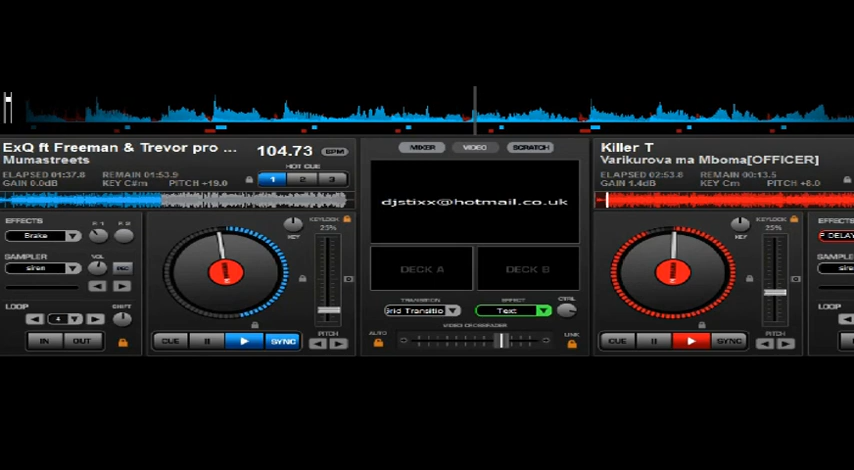 ExQ ft Freeman & Trevor pro ...
Mumastreets
104.73 BPM
HOT CUE
ELAPSED 01:37.8 REMAIN 01:53.9
GAIN 0.0dB KEY C#m PITCH +19.0
1 2 3
EFFECTS
Brake
SAMPLER
siren
VOL
REC
LOOP
4
SHIFT
IN OUT
KEY
KEYLOCK
25%
CUE
SYNC
PITCH
MIXER VIDEO SCRATCH
djstixx@hotmail.co.uk
DECK A DECK B
TRANSITION
Grid Transitio
EFFECT
Text
CTRL
VIDEO CROSSFADER
AUTO
LINK
Killer T
Varikurova ma Mboma[OFFICER]
ELAPSED 02:53.8 REMAIN 00:13.5
GAIN 1.4dB KEY Cm PITCH +8.0
KEY
KEYLOCK
25%
CUE
SYNC
PITCH
EFFECTS
DELAY
SAMPLER
siren
LOOP
IN